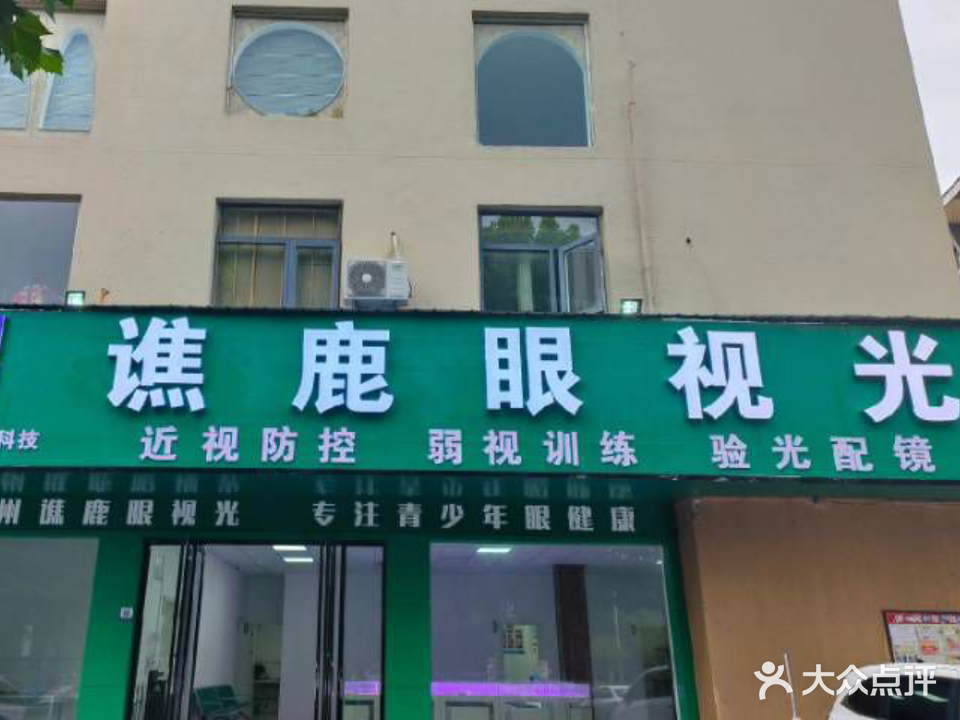 谯鹿眼视光
科技 近视防控 弱视训练 验光配镜
州谯鹿眼视光 专注青少年眼健康
大众点评